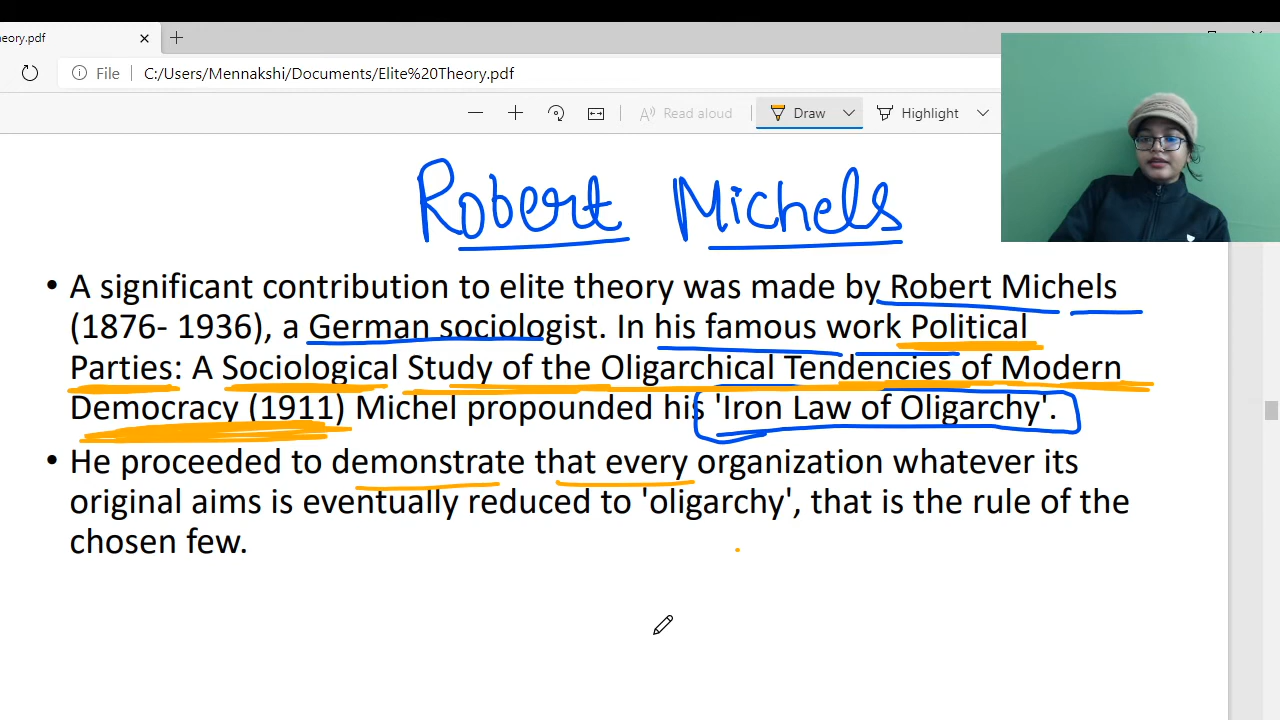 eory.pdf
File C:/Users/Mennakshi/Documents/Elite%20Theory.pdf
Read aloud Draw Highlight
Robert Michels
• A significant contribution to elite theory was made by Robert Michels
(1876- 1936), a German sociologist. In his famous work Political
Parties: A Sociological Study of the Oligarchical Tendencies of Modern
Democracy (1911) Michel propounded his 'Iron Law of Oligarchy'.
• He proceeded to demonstrate that every organization whatever its
original aims is eventually reduced to 'oligarchy', that is the rule of the
chosen few.